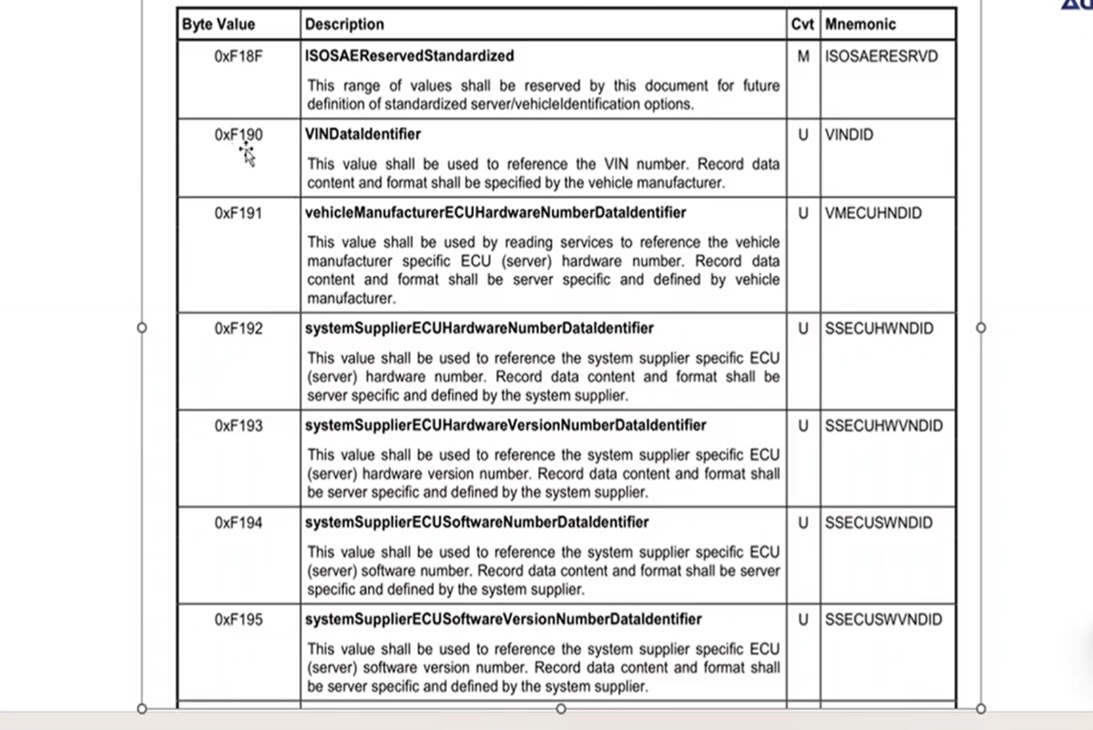 Byte Value Description Cvt Mnemonic
0xF18F ISOSAEReservedStandardized M ISOSAERESRVD
This range of values shall be reserved by this document for future
definition of standardized server/vehicleIdentification options.
0xF190 VINDataIdentifier U VINDID
This value shall be used to reference the VIN number. Record data
content and format shall be specified by the vehicle manufacturer.
0xF191 vehicleManufacturerECUHardwareNumberDataIdentifier U VMECUHNDID
This value shall be used by reading services to reference the vehicle
manufacturer specific ECU (server) hardware number. Record data
content and format shall be server specific and defined by vehicle
manufacturer.
0xF192 systemSupplierECUHardwareNumberDataIdentifier U SSECUHWNDID
This value shall be used to reference the system supplier specific ECU
(server) hardware number. Record data content and format shall be
server specific and defined by the system supplier.
0xF193 systemSupplierECUHardwareVersionNumberDataIdentifier U SSECUHWVNDID
This value shall be used to reference the system supplier specific ECU
(server) hardware version number. Record data content and format shall
be server specific and defined by the system supplier.
0xF194 systemSupplierECUSoftwareNumberDataIdentifier U SSECUSWNDID
This value shall be used to reference the system supplier specific ECU
(server) software number. Record data content and format shall be server
specific and defined by the system supplier.
0xF195 systemSupplierECUSoftwareVersionNumberDataIdentifier U SSECUSWVNDID
This value shall be used to reference the system supplier specific ECU
(server) software version number. Record data content and format shall
be server specific and defined by the system supplier.